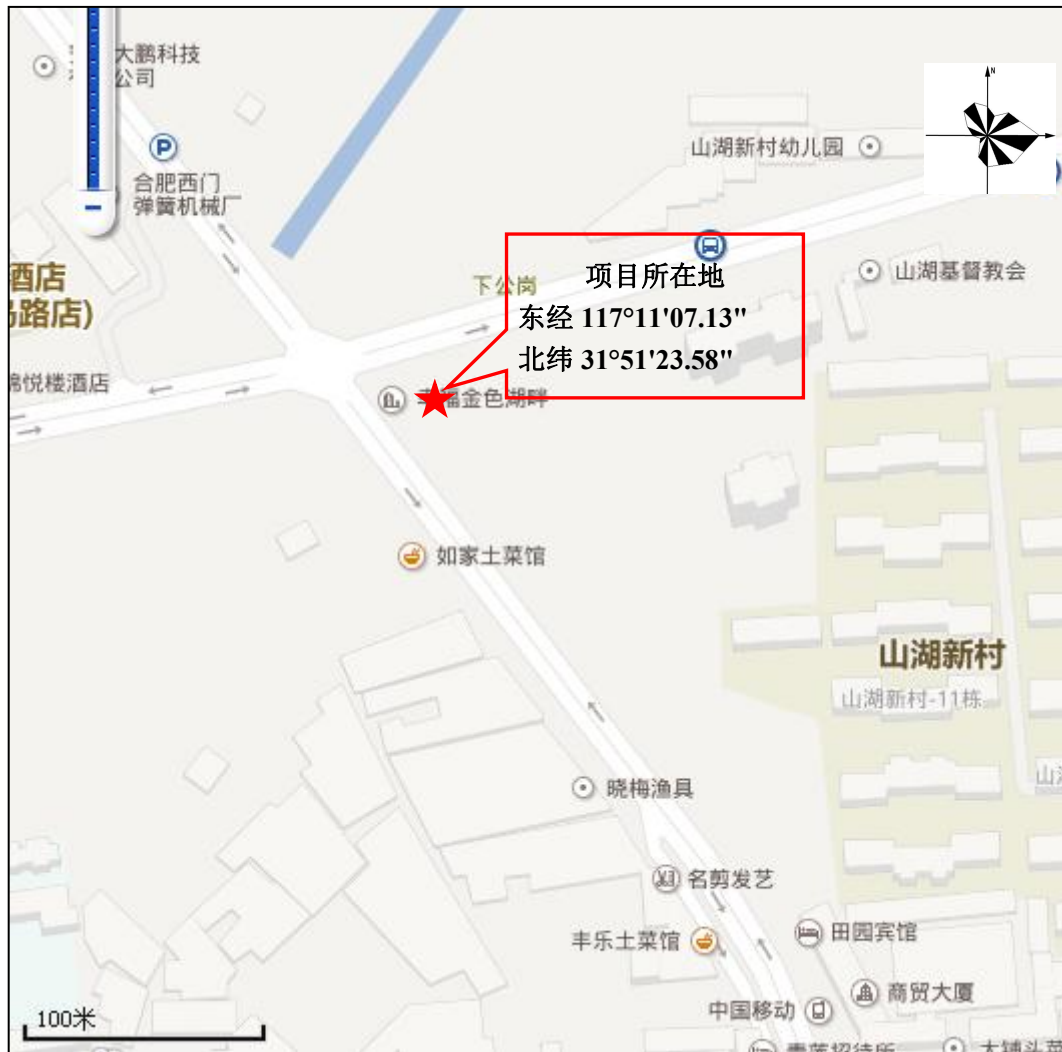 大鹏科技
公司
N
P
合肥西门
弹簧机械厂
山湖新村幼儿园
山湖基督教会
酒店
路店)
下公岗
项目所在地
东经 117°11'07.13"
北纬 31°51'23.58"
悦楼酒店
福金色湖畔
如家土菜馆
山湖新村
山湖新村-11栋
晓梅渔具
名剪发艺
丰乐土菜馆
田园宾馆
商贸大厦
中国移动
100米